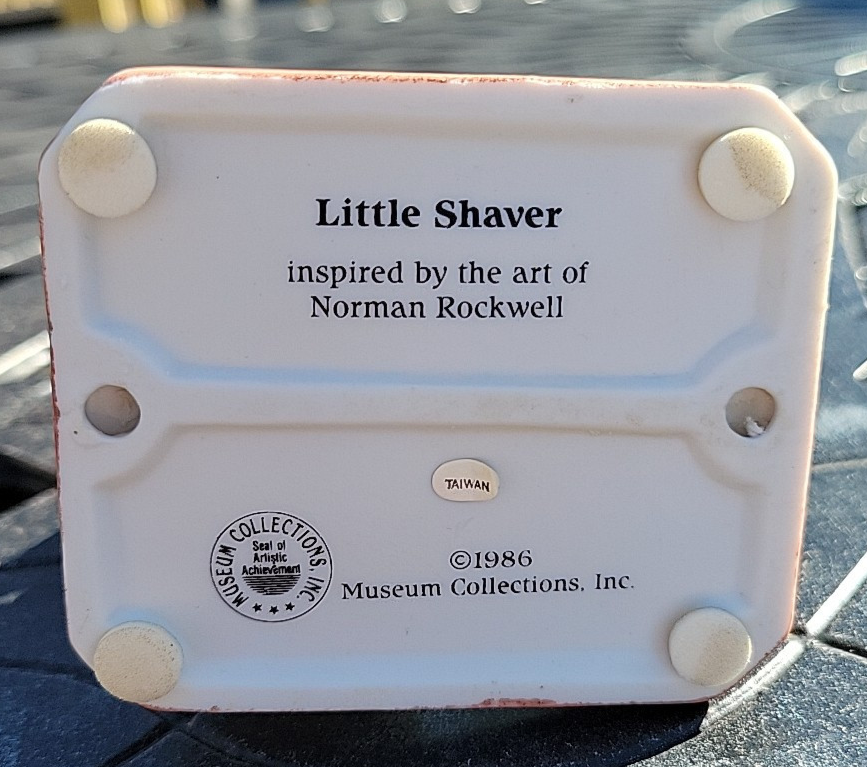 Little Shaver
inspired by the art of
Norman Rockwell
TAIWAN
MUSEUM COLLECTIONS, INC.
Seal of
Artistic
Achievement
©1986
Museum Collections, Inc.